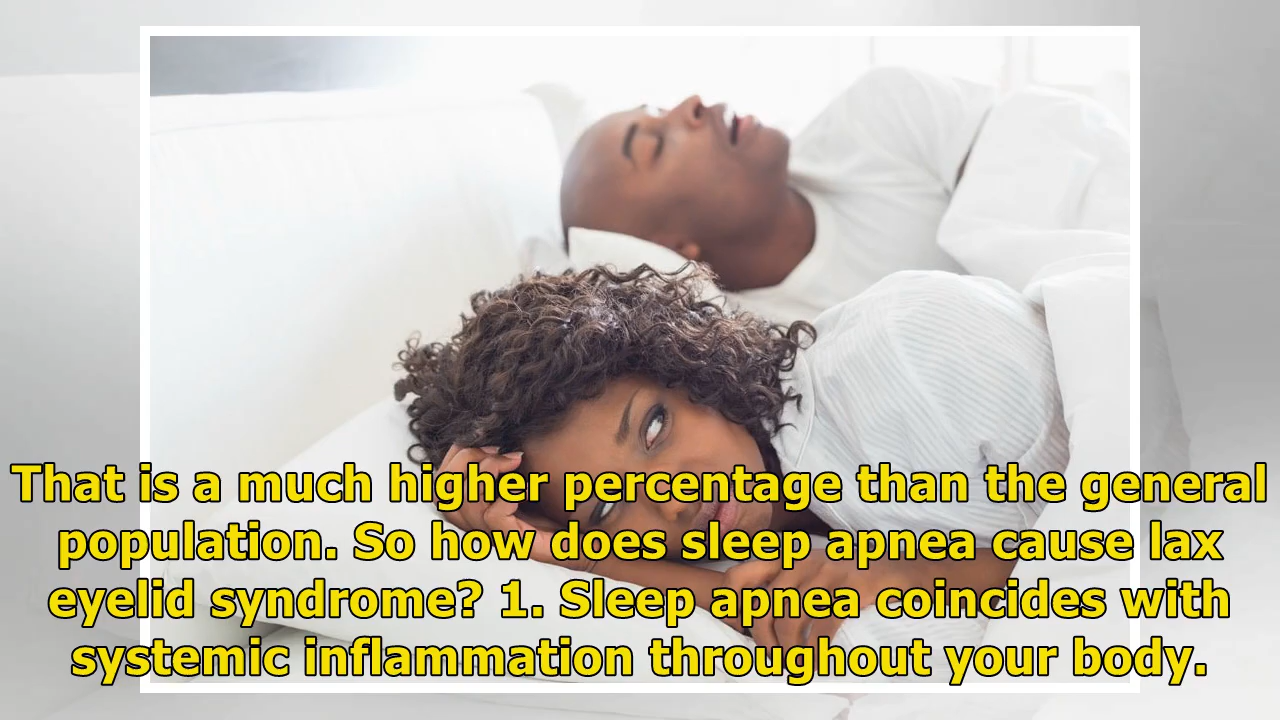 That is a much higher percentage than the general
population. So how does sleep apnea cause lax
eyelid syndrome? 1. Sleep apnea coincides with
systemic inflammation throughout your body.